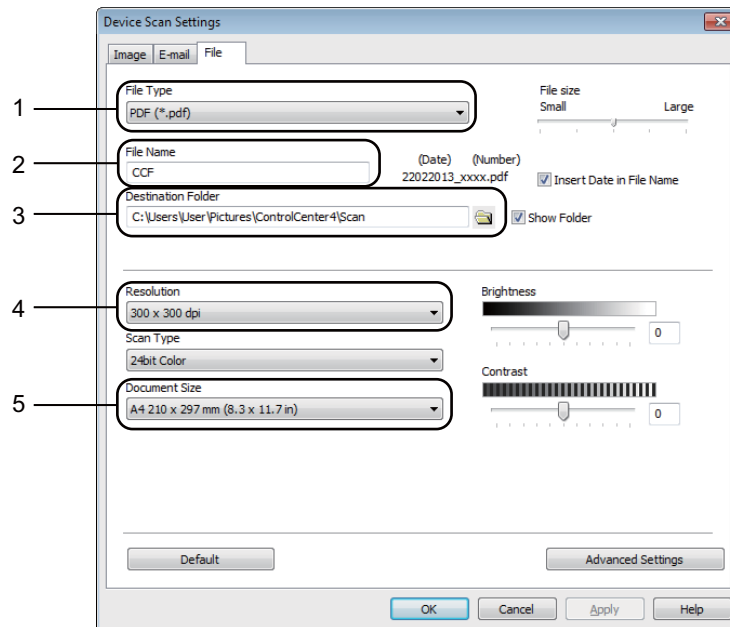 Device Scan Settings
Image E-mail File
1
File Type
PDF (*.pdf)
File size
Small Large
2
File Name
CCF
(Date) (Number)
22022013_xxxx.pdf
Insert Date in File Name
3
Destination Folder
C:\Users\User\Pictures\ControlCenter4\Scan
Show Folder
4
Resolution
300 x 300 dpi
Brightness
0
Scan Type
24bit Color
Contrast
0
5
Document Size
A4 210 x 297 mm (8.3 x 11.7 in)
Default Advanced Settings
OK Cancel Apply Help